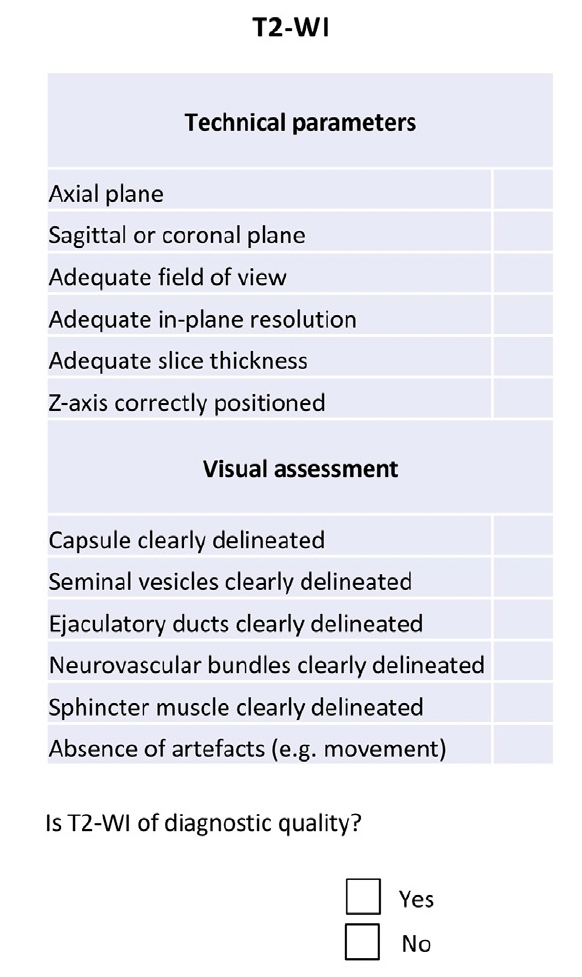 T2-WI
Technical parameters
Axial plane
Sagittal or coronal plane
Adequate field of view
Adequate in-plane resolution
Adequate slice thickness
Z-axis correctly positioned
Visual assessment
Capsule clearly delineated
Seminal vesicles clearly delineated
Ejaculatory ducts clearly delineated
Neurovascular bundles clearly delineated
Sphincter muscle clearly delineated
Absence of artefacts (e.g. movement)
Is T2-WI of diagnostic quality?
Yes
No